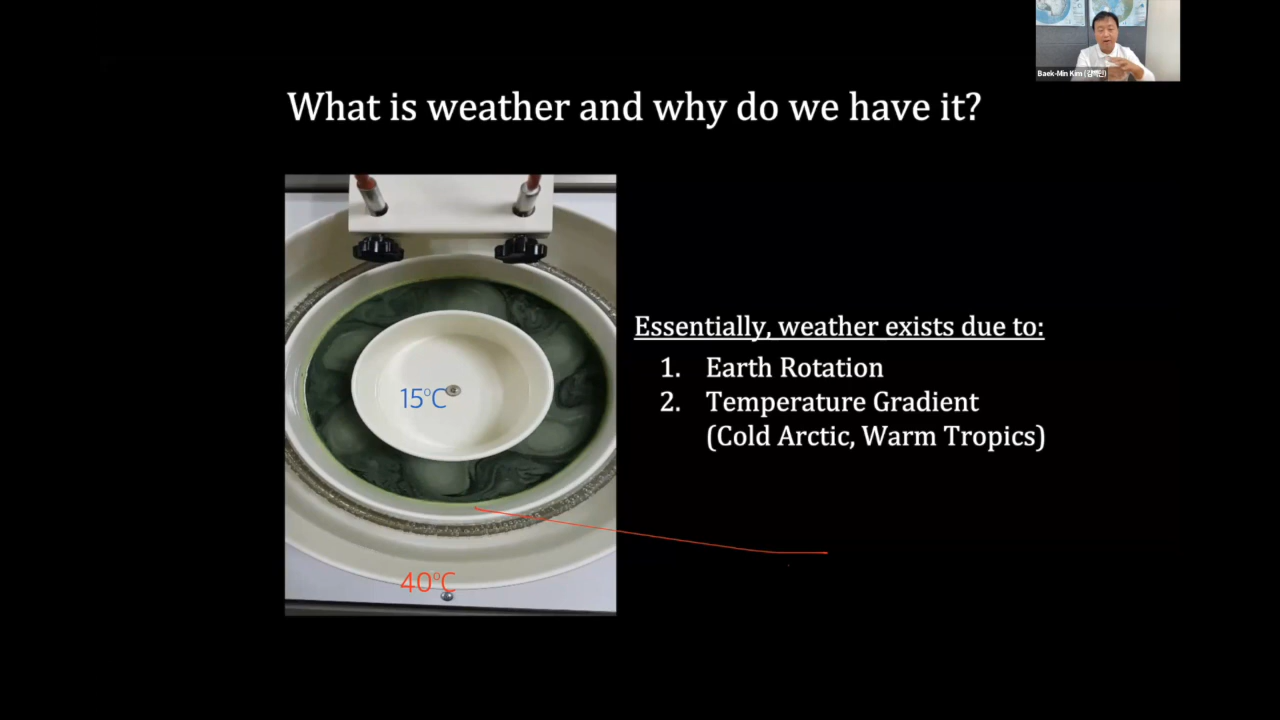 Baek-Min Kim (김백민)
What is weather and why do we have it?
Essentially, weather exists due to:
1. Earth Rotation
15°C
2. Temperature Gradient
(Cold Arctic, Warm Tropics)
40°C